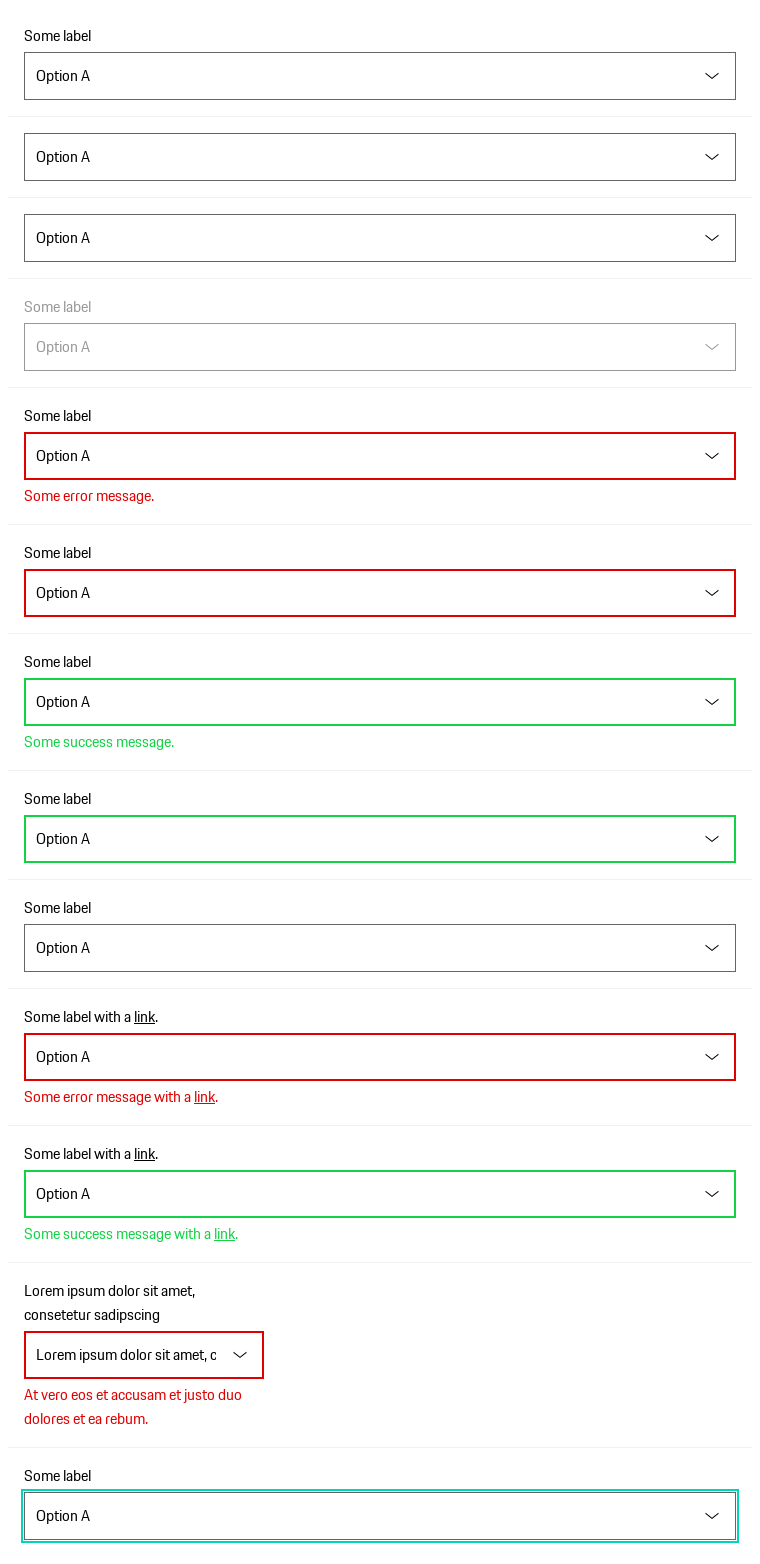 Some label
Option A
Option A
Option A
Some label
Option A
Some label
Option A
Some error message.
Some label
Option A
Some label
Option A
Some success message.
Some label
Option A
Some label
Option A
Some label with a link.
Option A
Some error message with a link.
Some label with a link.
Option A
Some success message with a link.
Lorem ipsum dolor sit amet,
consetetur sadipscing
Lorem ipsum dolor sit amet, c
At vero eos et accusam et justo duo
dolores et ea rebum.
Some label
Option A